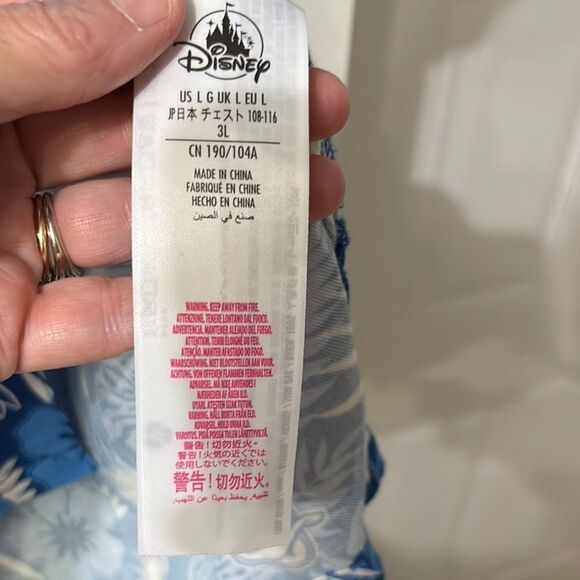 Disney
US L G UK L EU L
JP日本 チェスト 108-116
3L
CN 190/104A
MADE IN CHINA
FABRIQUÉ EN CHINE
HECHO EN CHINA
صنع في الصين
WARNING. KEEP AWAY FROM FIRE.
ATTENZIONE. TENERE LONTANO DAL FUOCO.
ADVERTENCIA. MANTENER ALEJADO DEL FUEGO.
ATTENTION. TENIR ÉLOIGNÉ DU FEU.
ATENÇÃO. MANTER AFASTADO DO FOGO.
WAARSCHUWING. NIET BLOOTSTELLEN AAN VUUR.
ACHTUNG. VON OFFENEN FLAMMEN FERNHALTEN.
ADVARSEL. MÅ IKKE ANVENDES I
NÆRHEDEN AF ÅBEN ILD.
UYARI. ATEŞTEN UZAK TUTUN.
VARNING. HÅLL BORTA FRÅN ELD.
ADVARSEL. HOLD UNNA ILD.
VAROITUS. PIDÄ POISSA TULEN LÄHETTYVILTÄ.
警告！切勿近火。
警告！火気の近くでは
使用しないでください。
警告！切勿近火。
تنبيه. يحفظ بعيدًا عن اللهب.